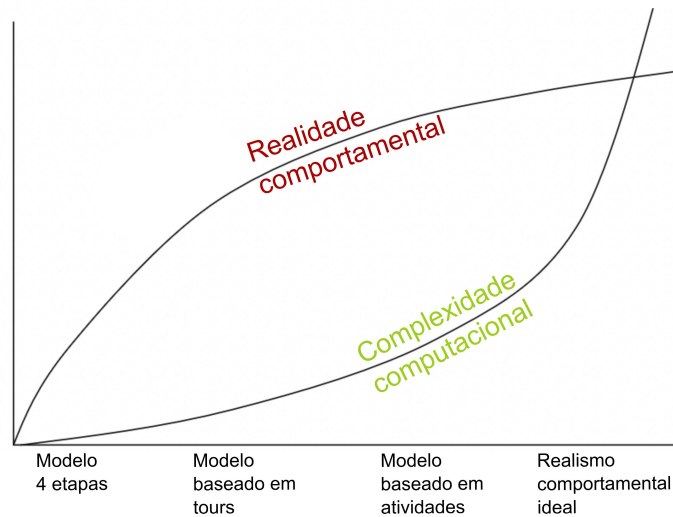 Realidade
comportamental
Complexidade
computacional
Modelo
4 etapas
Modelo
baseado em
tours
Modelo
baseado em
atividades
Realismo
comportamental
ideal